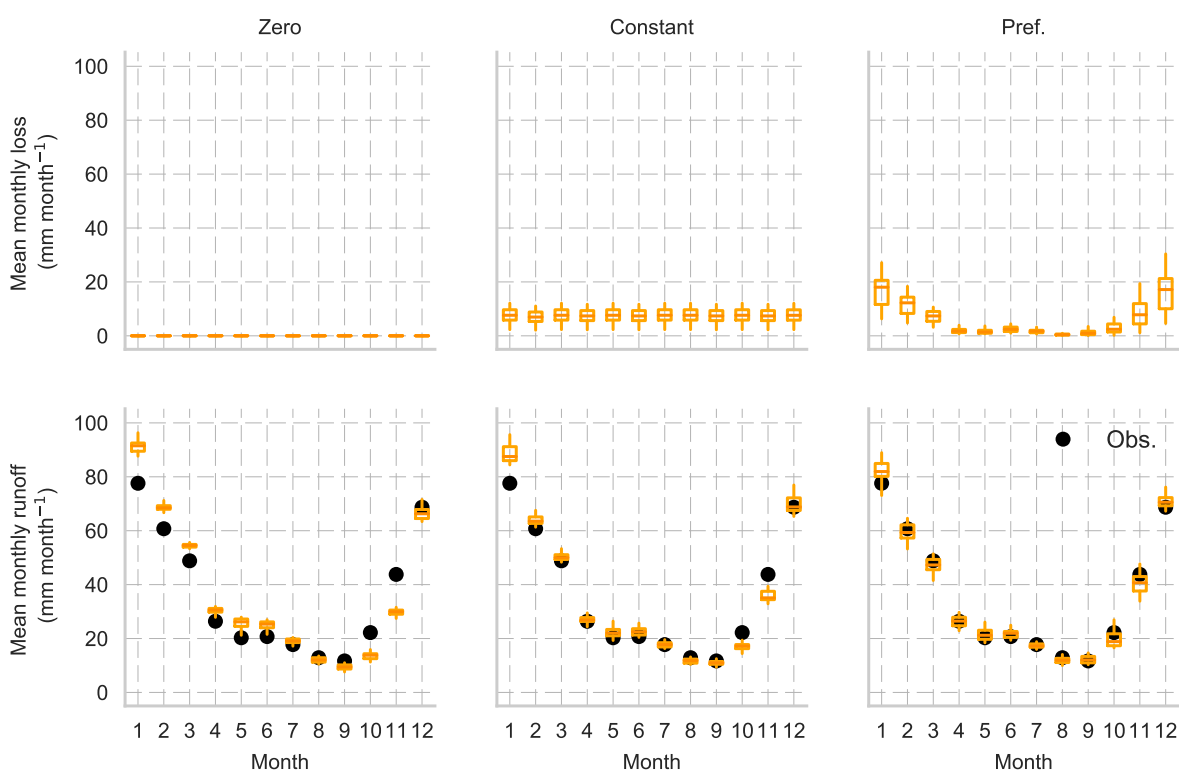 Zero Constant Pref.
Mean monthly loss
(mm month⁻¹)
100
80
60
40
20
0
Mean monthly runoff
(mm month⁻¹)
100
80
60
40
20
0
Obs.
1 2 3 4 5 6 7 8 9 10 11 12 1 2 3 4 5 6 7 8 9 10 11 12 1 2 3 4 5 6 7 8 9 10 11 12
Month Month Month